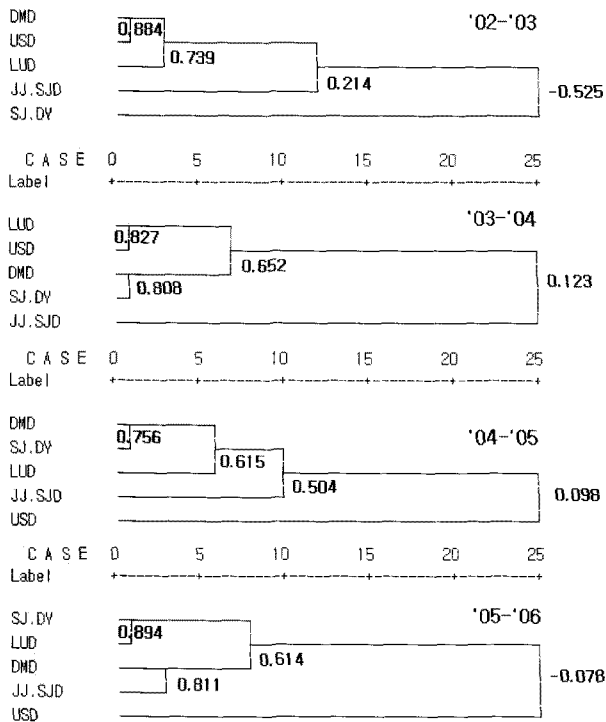 DMD
0.884 '02-'03
USD
LUD 0.739
JJ.SJD 0.214 -0.525
SJ.DY
C A S E 0 5 10 15 20 25
Label
LUD '03-'04
0.827
USD
DMD 0.652
0.808 0.123
SJ.DY
JJ.SJD
C A S E 0 5 10 15 20 25
Label
DMD
0.756 '04-'05
SJ.DY
LUD 0.615
JJ.SJD 0.504 0.098
USD
C A S E 0 5 10 15 20 25
Label
SJ.DY '05-'06
0.894
LUD
DMD 0.614
0.811 -0.078
JJ.SJD
USD